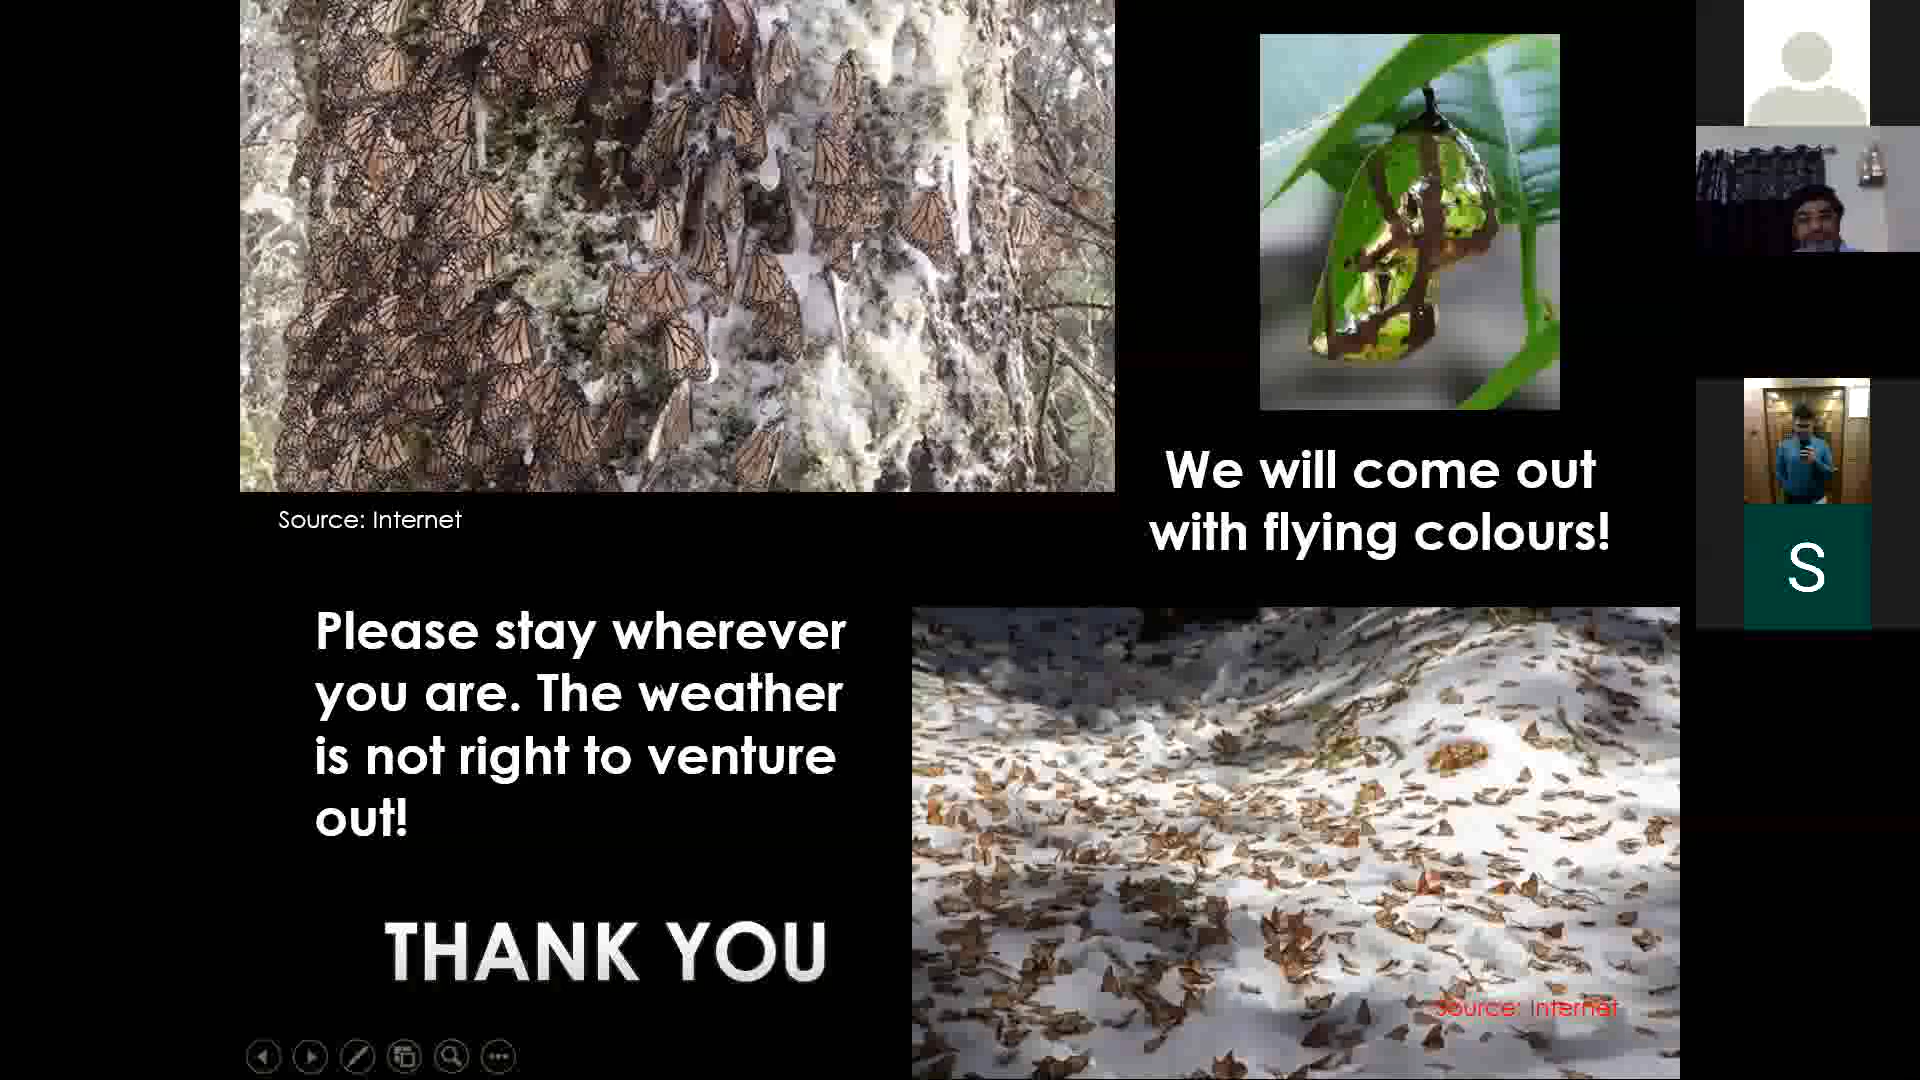 Source: Internet
We will come out
with flying colours!
Please stay wherever
you are. The weather
is not right to venture
out!
THANK YOU
Source: Internet
S